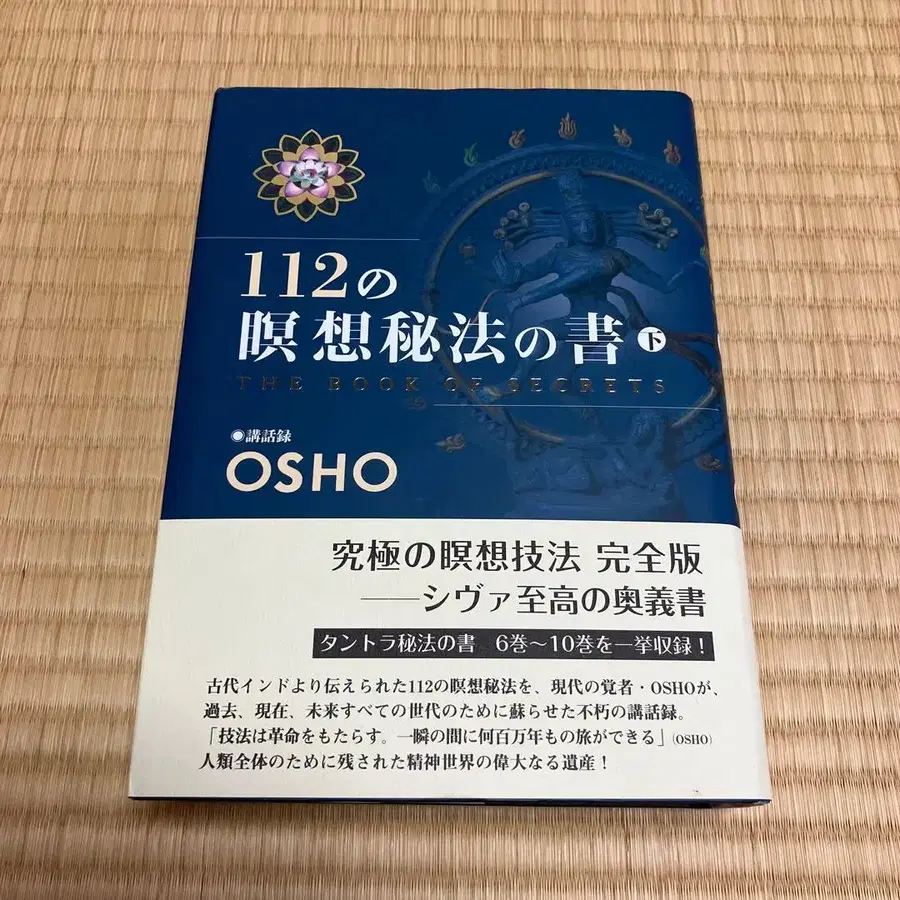 112の
瞑想秘法の書 下
THE BOOK OF SECRETS
◉講話録
OSHO
究極の瞑想技法 完全版
──シヴァ至高の奥義書
タントラ秘法の書 6巻〜10巻を一挙収録!
古代インドより伝えられた112の瞑想秘法を、現代の覚者・OSHOが、
過去、現在、未来すべての世代のために蘇らせた不朽の講話録。
「技法は革命をもたらす。一瞬の間に何百万年もの旅ができる」(OSHO)
人類全体のために残された精神世界の偉大なる遺産!